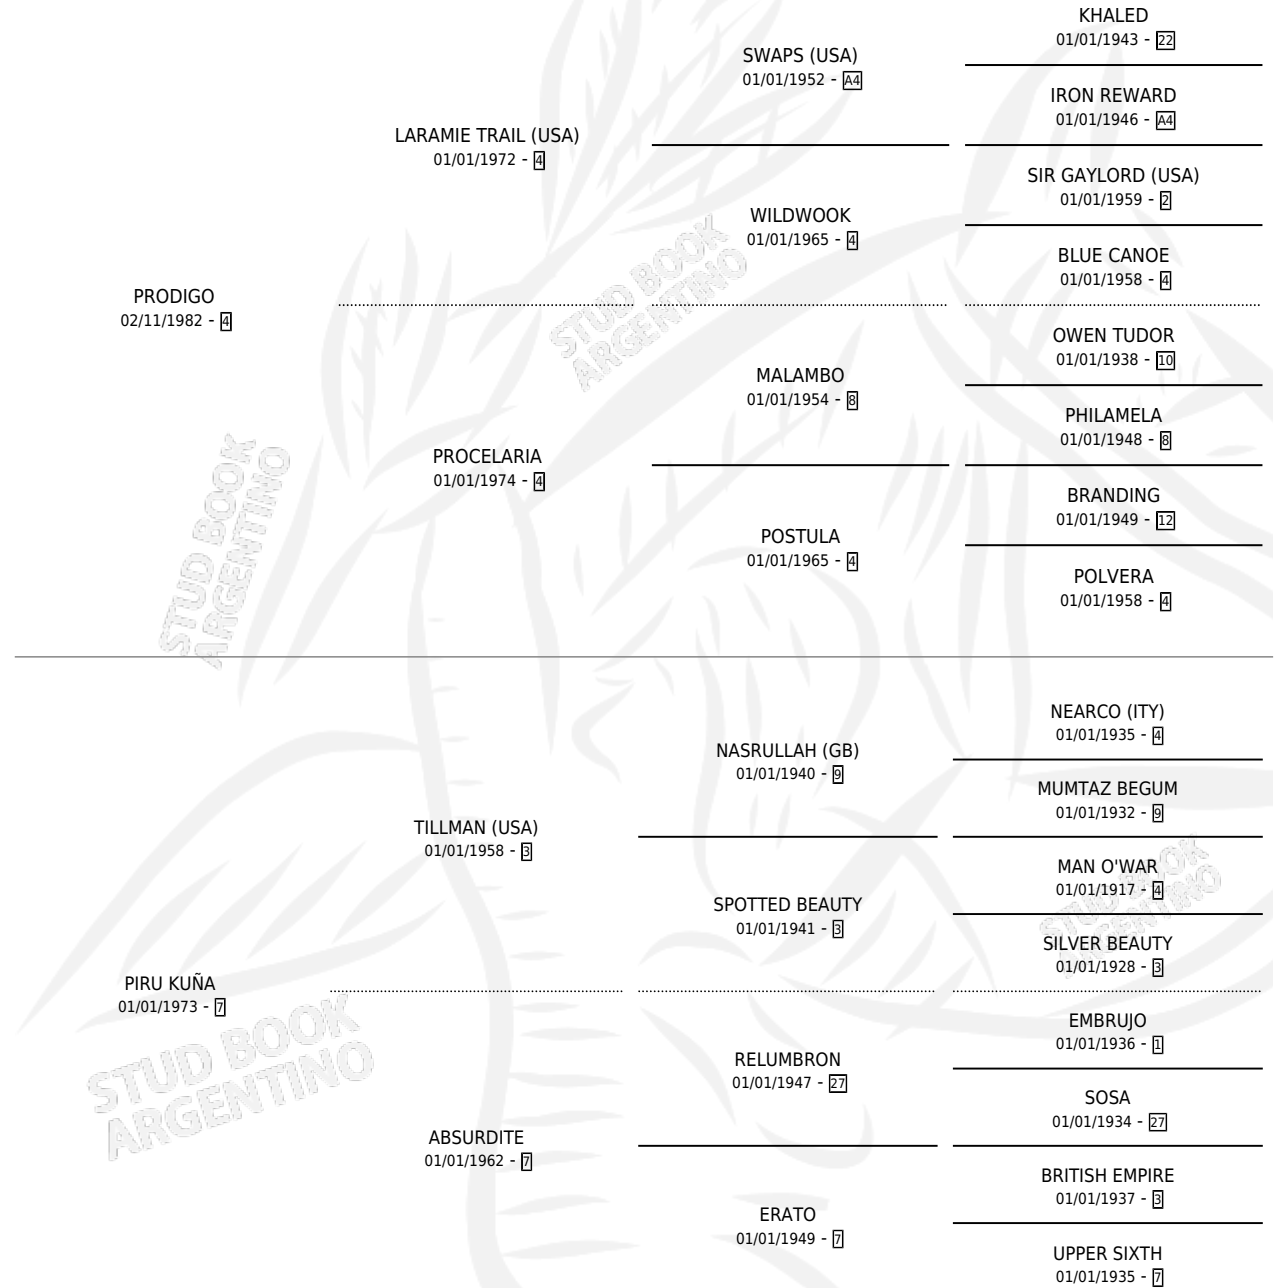 KHALED
01/01/1943 - 22
SWAPS (USA)
01/01/1952 - A4
IRON REWARD
01/01/1946 - A4
LARAMIE TRAIL (USA)
01/01/1972 - 4
SIR GAYLORD (USA)
01/01/1959 - 2
WILDWOOK
01/01/1965 - 4
BLUE CANOE
01/01/1958 - 4
PRODIGO
02/11/1982 - 4
STUD BOOK
ARGENTINO
OWEN TUDOR
01/01/1938 - 10
MALAMBO
01/01/1954 - 8
PHILAMELA
01/01/1948 - 8
PROCELARIA
01/01/1974 - 4
BRANDING
01/01/1949 - 12
POSTULA
01/01/1965 - 4
POLVERA
01/01/1958 - 4
STUD BOOK
ARGENTINO
NEARCO (ITY)
01/01/1935 - 4
NASRULLAH (GB)
01/01/1940 - 9
MUMTAZ BEGUM
01/01/1932 - 9
TILLMAN (USA)
01/01/1958 - 3
MAN O'WAR
01/01/1917 - 4
SPOTTED BEAUTY
01/01/1941 - 3
STUD BOOK
ARGENTINO
SILVER BEAUTY
01/01/1928 - 3
PIRU KUÑA
01/01/1973 - 7
EMBRUJO
01/01/1936 - 1
STUD BOOK
ARGENTINO
RELUMBRON
01/01/1947 - 27
SOSA
01/01/1934 - 27
ABSURDITE
01/01/1962 - 7
BRITISH EMPIRE
01/01/1937 - 3
ERATO
01/01/1949 - 7
UPPER SIXTH
01/01/1935 - 7